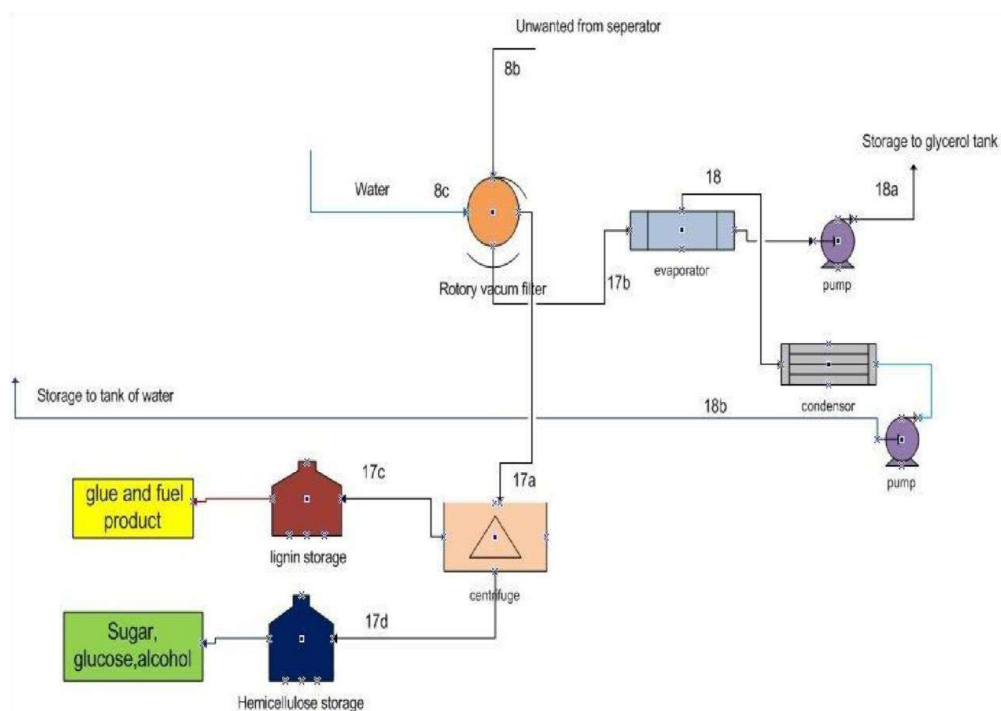 Unwanted from seperator
8b
Storage to glycerol tank
Water
8c
18
18a
evaporator
pump
Rotory vacum filter
17b
Storage to tank of water
18b
condensor
pump
17c
17a
glue and fuel
product
lignin storage
centrifuge
17d
Sugar,
glucose,alcohol
Hemicellulose storage